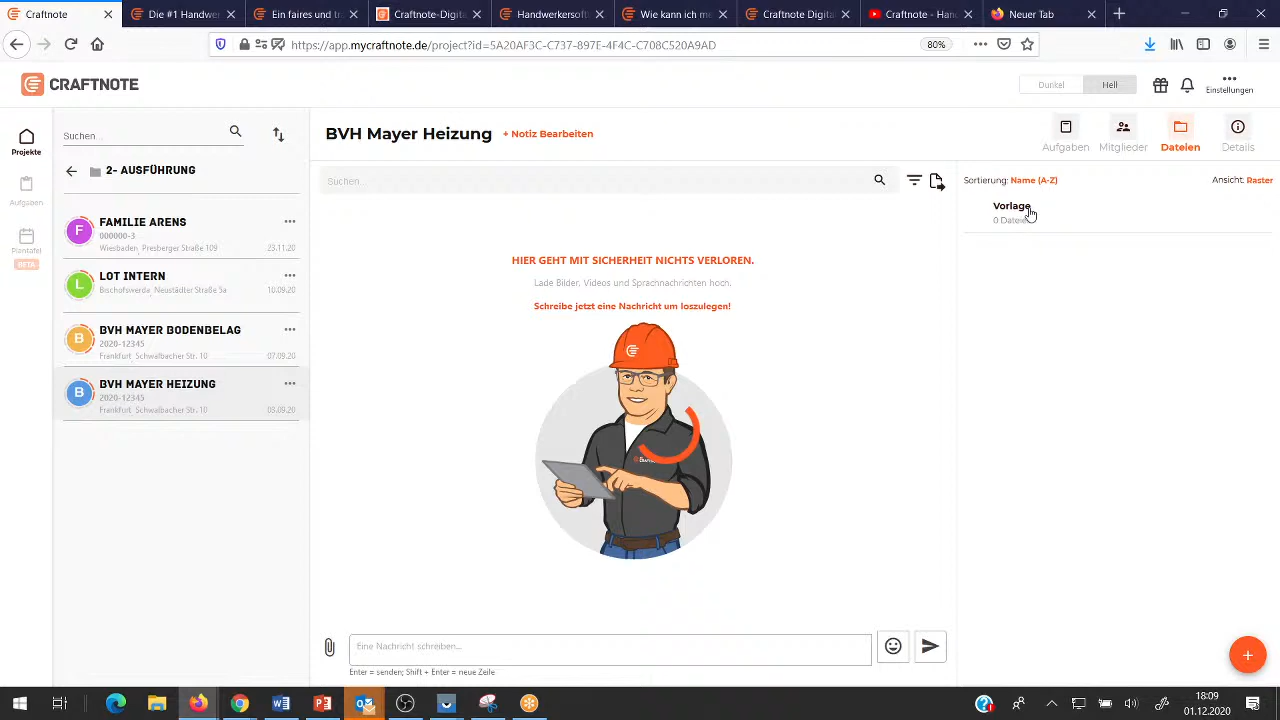 Craftnote
Die #1 Handwer
Ein faires und tr
Craftnote-Digita
Handwerkersoft
Wie kann ich me
Craftnote Digita
Craftnote - Han
Neuer Tab
https://app.mycraftnote.de/project?id=5A20AF3C-C737-897E-4F4C-C708C520A9AD
80%
CRAFTNOTE
Dunkel
Hell
Einstellungen
Projekte
Aufgaben
Plantafel
BETA
Suchen...
2- AUSFÜHRUNG
F
FAMILIE ARENS
000000-3
Wiesbaden, Presberger Straße 109
23.11.20
L
LOT INTERN
Bischofswerda, Neustädter Straße 5a
10.09.20
B
BVH MAYER BODENBELAG
2020-12345
Frankfurt, Schwalbacher Str. 10
07.09.20
B
BVH MAYER HEIZUNG
2020-12345
Frankfurt, Schwalbacher Str. 10
03.09.20
BVH Mayer Heizung
+ Notiz Bearbeiten
Aufgaben
Mitglieder
Dateien
Details
Suchen...
HIER GEHT MIT SICHERHEIT NICHTS VERLOREN.
Lade Bilder, Videos und Sprachnachrichten hoch.
Schreibe jetzt eine Nachricht um loszulegen!
Eine Nachricht schreiben...
Enter = senden; Shift + Enter = neue Zeile
Sortierung: Name (A-Z)
Ansicht: Raster
Vorlage
0 Dateien
18:09
01.12.2020